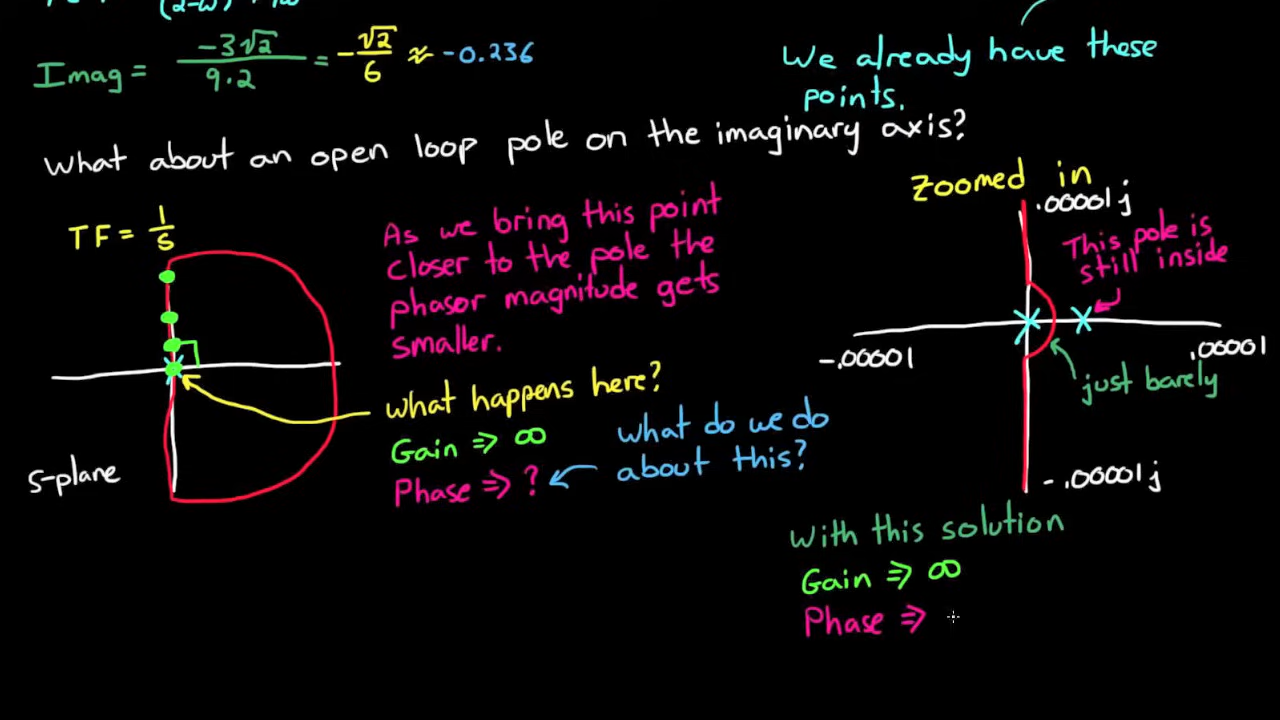 (2-ω)
Imag = -3√2 / 9·2 = -√2 / 6 ≈ -0.236
We already have these
points.
What about an open loop pole on the imaginary axis?
TF = 1/s
As we bring this point
closer to the pole the
phasor magnitude gets
smaller.
What happens here?
Gain ⇒ ∞
Phase ⇒ ?
What do we do
about this?
S-plane
Zoomed in
.00001j
This pole is
still inside
-.00001
.00001
just barely
-.00001j
With this solution
Gain ⇒ ∞
Phase ⇒